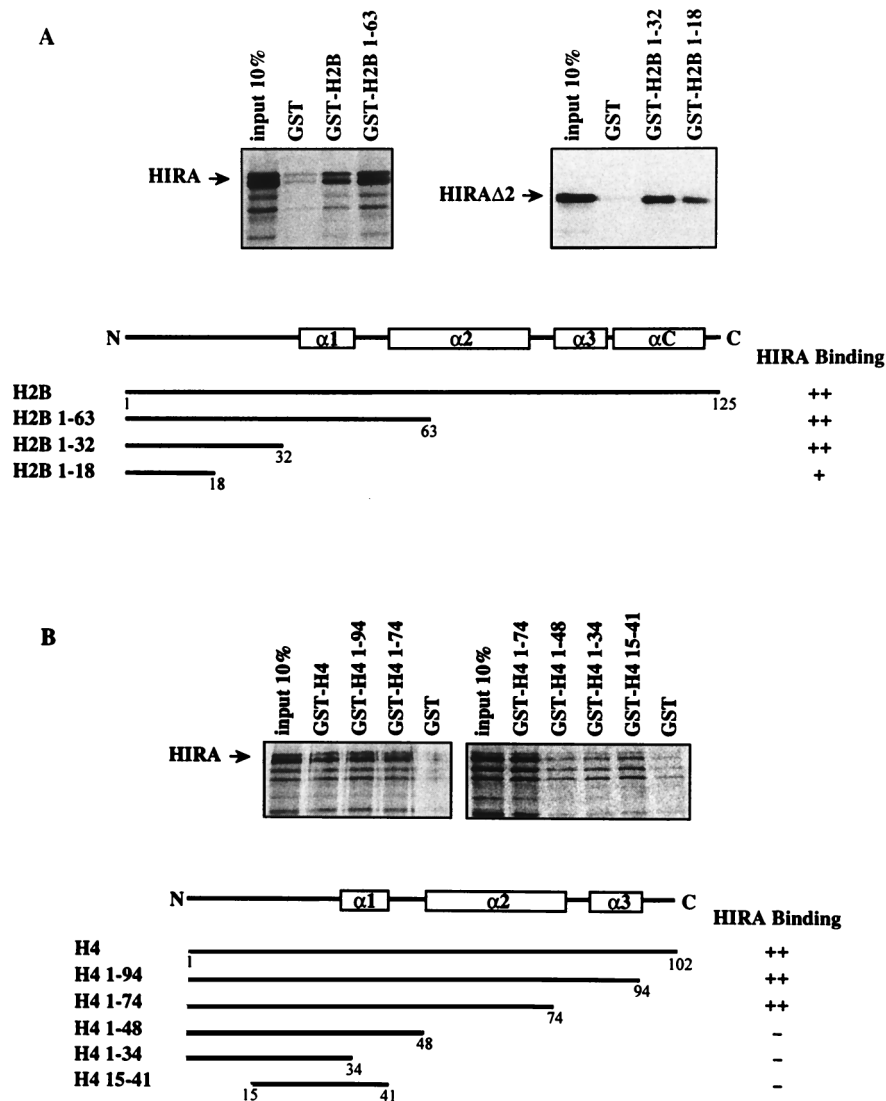 A
input 10%
GST
GST-H2B
GST-H2B 1-63
HIRA
input 10%
GST
GST-H2B 1-32
GST-H2B 1-18
HIRAΔ2
N α1 α2 α3 αC C
HIRA Binding
H2B 1 125 ++
H2B 1-63 63 ++
H2B 1-32 32 ++
H2B 1-18 18 +
B
input 10%
GST-H4
GST-H4 1-94
GST-H4 1-74
GST
HIRA
input 10%
GST-H4 1-74
GST-H4 1-48
GST-H4 1-34
GST-H4 15-41
GST
N α1 α2 α3 C
HIRA Binding
H4 1 102 ++
H4 1-94 94 ++
H4 1-74 74 ++
H4 1-48 48 -
H4 1-34 34 -
H4 15-41 15 41 -